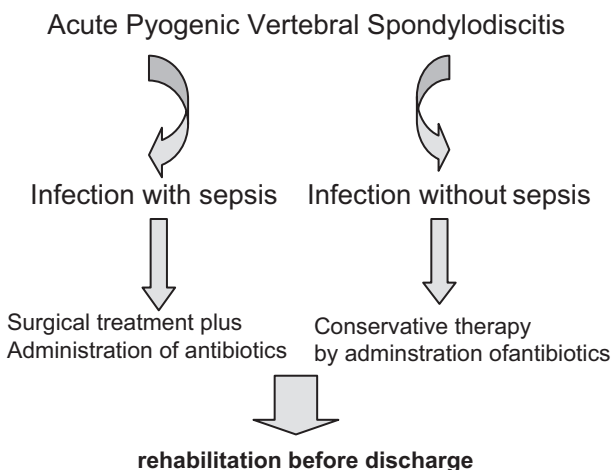 Acute Pyogenic Vertebral Spondylodiscitis
Infection with sepsis
Infection without sepsis
Surgical treatment plus
Administration of antibiotics
Conservative therapy
by adminstration ofantibiotics
rehabilitation before discharge